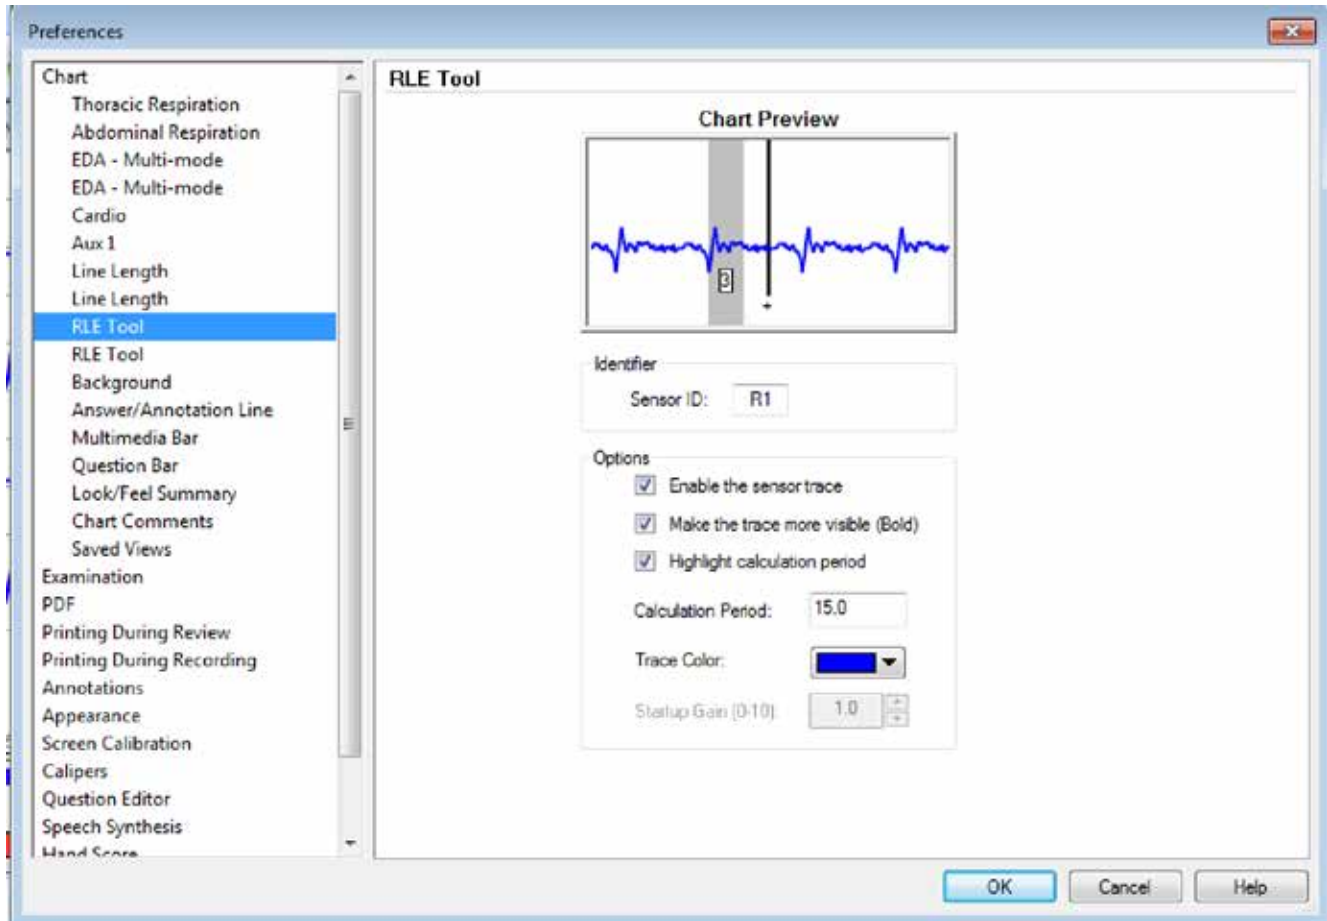 Preferences
Chart
Thoracic Respiration
Abdominal Respiration
EDA - Multi-mode
EDA - Multi-mode
Cardio
Aux 1
Line Length
Line Length
RLE Tool
RLE Tool
Background
Answer/Annotation Line
Multimedia Bar
Question Bar
Look/Feel Summary
Chart Comments
Saved Views
Examination
PDF
Printing During Review
Printing During Recording
Annotations
Appearance
Screen Calibration
Calipers
Question Editor
Speech Synthesis
Hand Score
RLE Tool
Chart Preview
3
+
Identifier
Sensor ID: R1
Options
Enable the sensor trace
Make the trace more visible (Bold)
Highlight calculation period
Calculation Period: 15.0
Trace Color:
Startup Gain (0-10): 1.0
OK Cancel Help